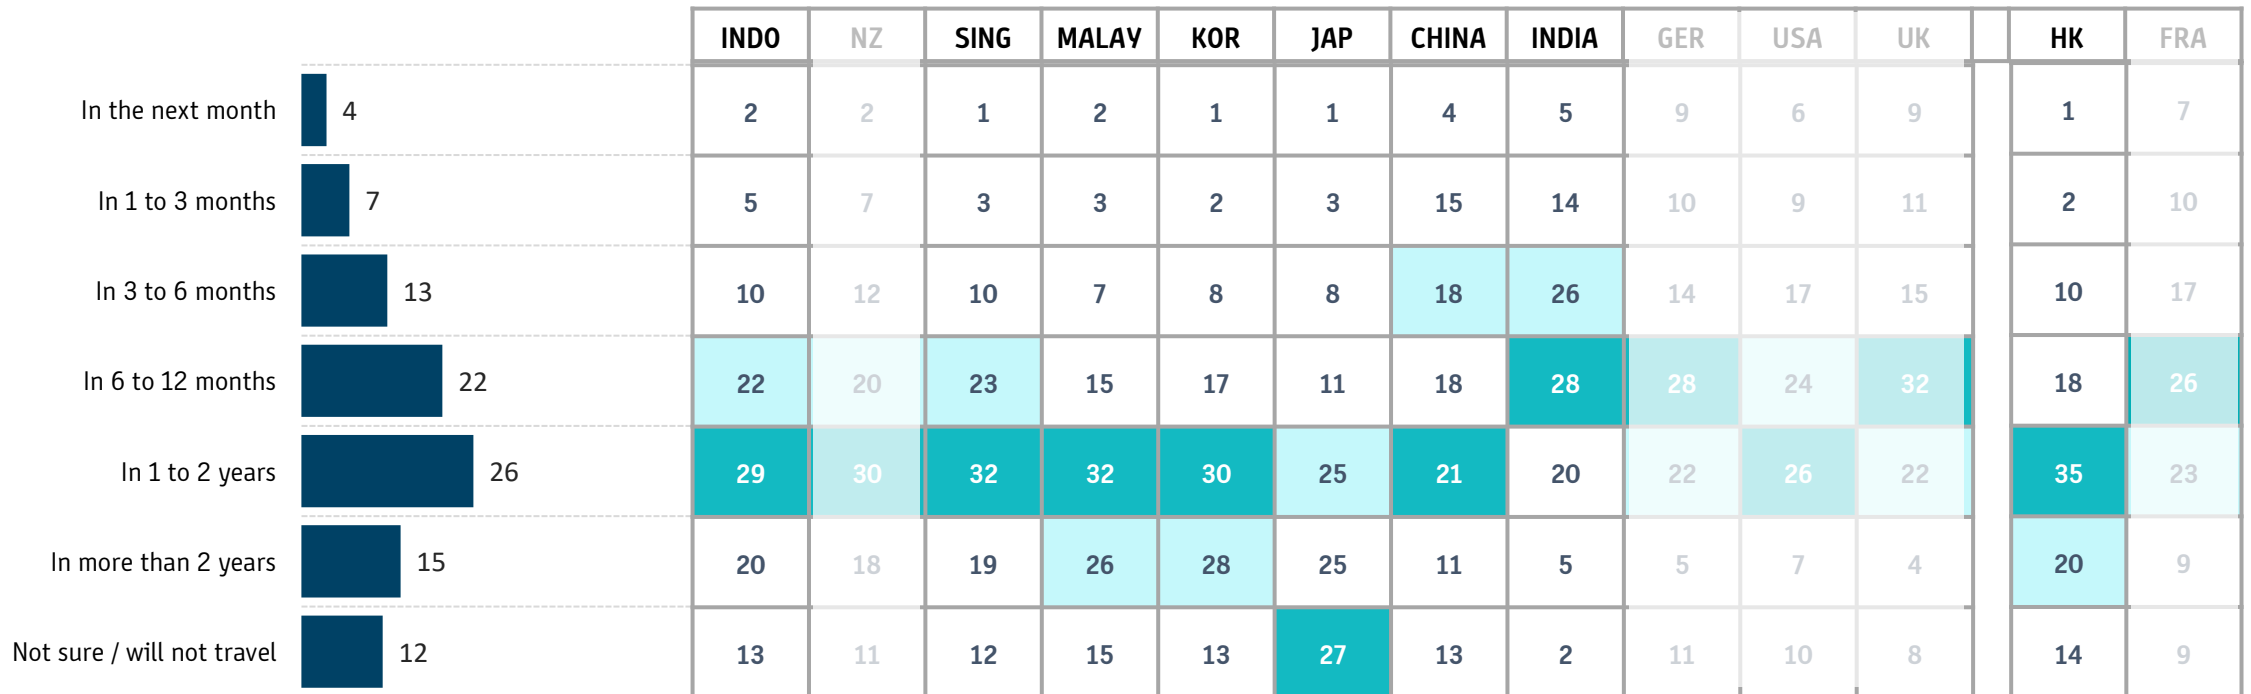 INDO NZ SING MALAY KOR JAP CHINA INDIA GER USA UK HK FRA
In the next month 4 2 2 1 2 1 1 4 5 9 6 9 1 7
In 1 to 3 months 7 5 7 3 3 2 3 15 14 10 9 11 2 10
In 3 to 6 months 13 10 12 10 7 8 8 18 26 14 17 15 10 17
In 6 to 12 months 22 22 20 23 15 17 11 18 28 28 24 32 18 26
In 1 to 2 years 26 29 30 32 32 30 25 21 20 22 26 22 35 23
In more than 2 years 15 20 18 19 26 28 25 11 5 5 7 4 20 9
Not sure / will not travel 12 13 11 12 15 13 27 13 2 11 10 8 14 9